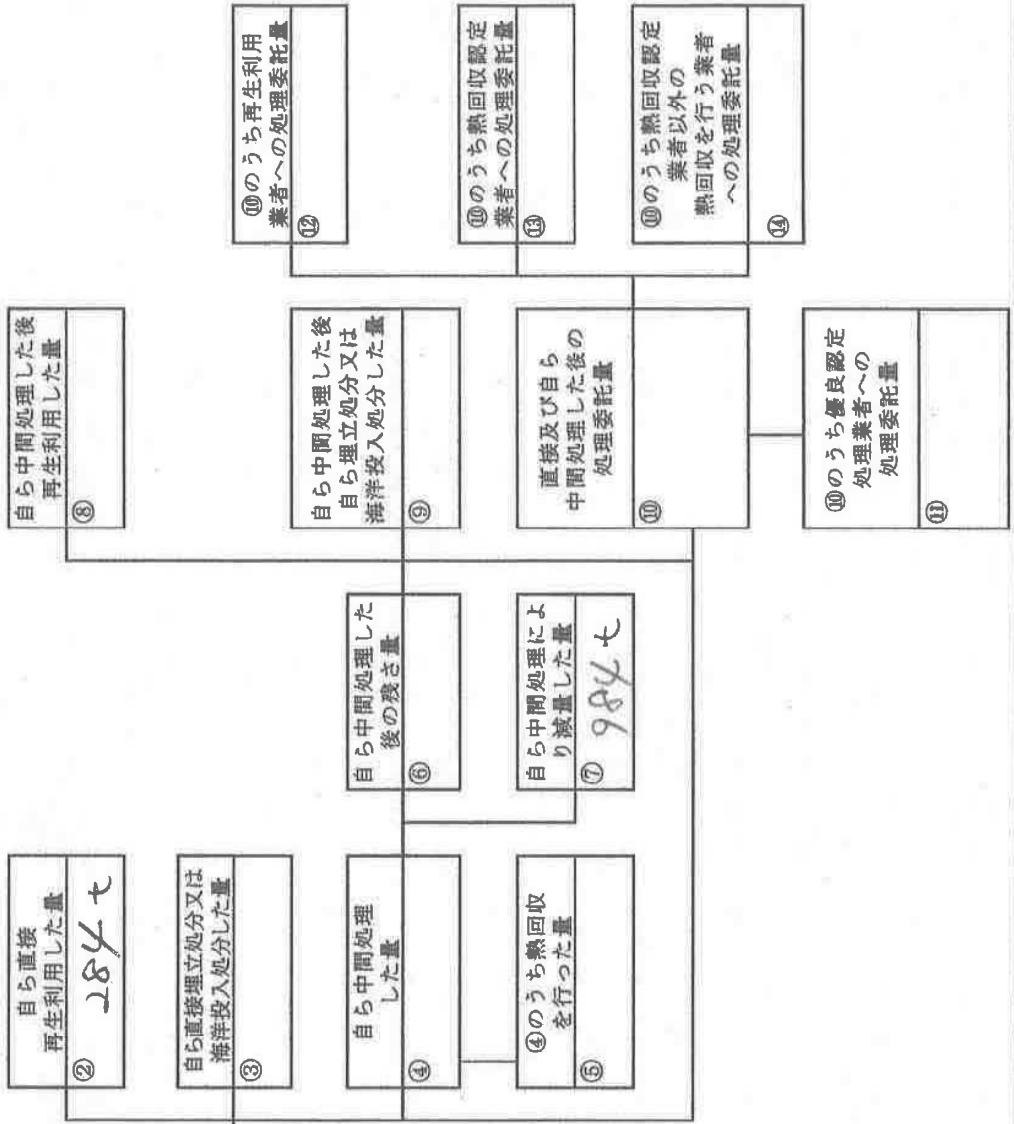 自ら直接
再生利用した量
② 284 t
自ら直接埋立処分又は
海洋投入処分した量
③
自ら中間処理
した量
④
④のうち熱回収
を行った量
⑤
自ら中間処理した
後の残さ量
⑥
自ら中間処理によ
り減量した量
⑦ 984 t
自ら中間処理した後
再生利用した量
⑧
自ら中間処理した後
自ら埋立処分又は
海洋投入処分した量
⑨
直接及び自ら
中間処理した後の
処理委託量
⑩
⑩のうち優良認定
処理業者への
処理委託量
⑪
⑩のうち再生利用
業者への処理委託量
⑫
⑩のうち熱回収認定
業者への処理委託量
⑬
⑩のうち熱回収認定
業者以外の
熱回収を行う業者
への処理委託量
⑭